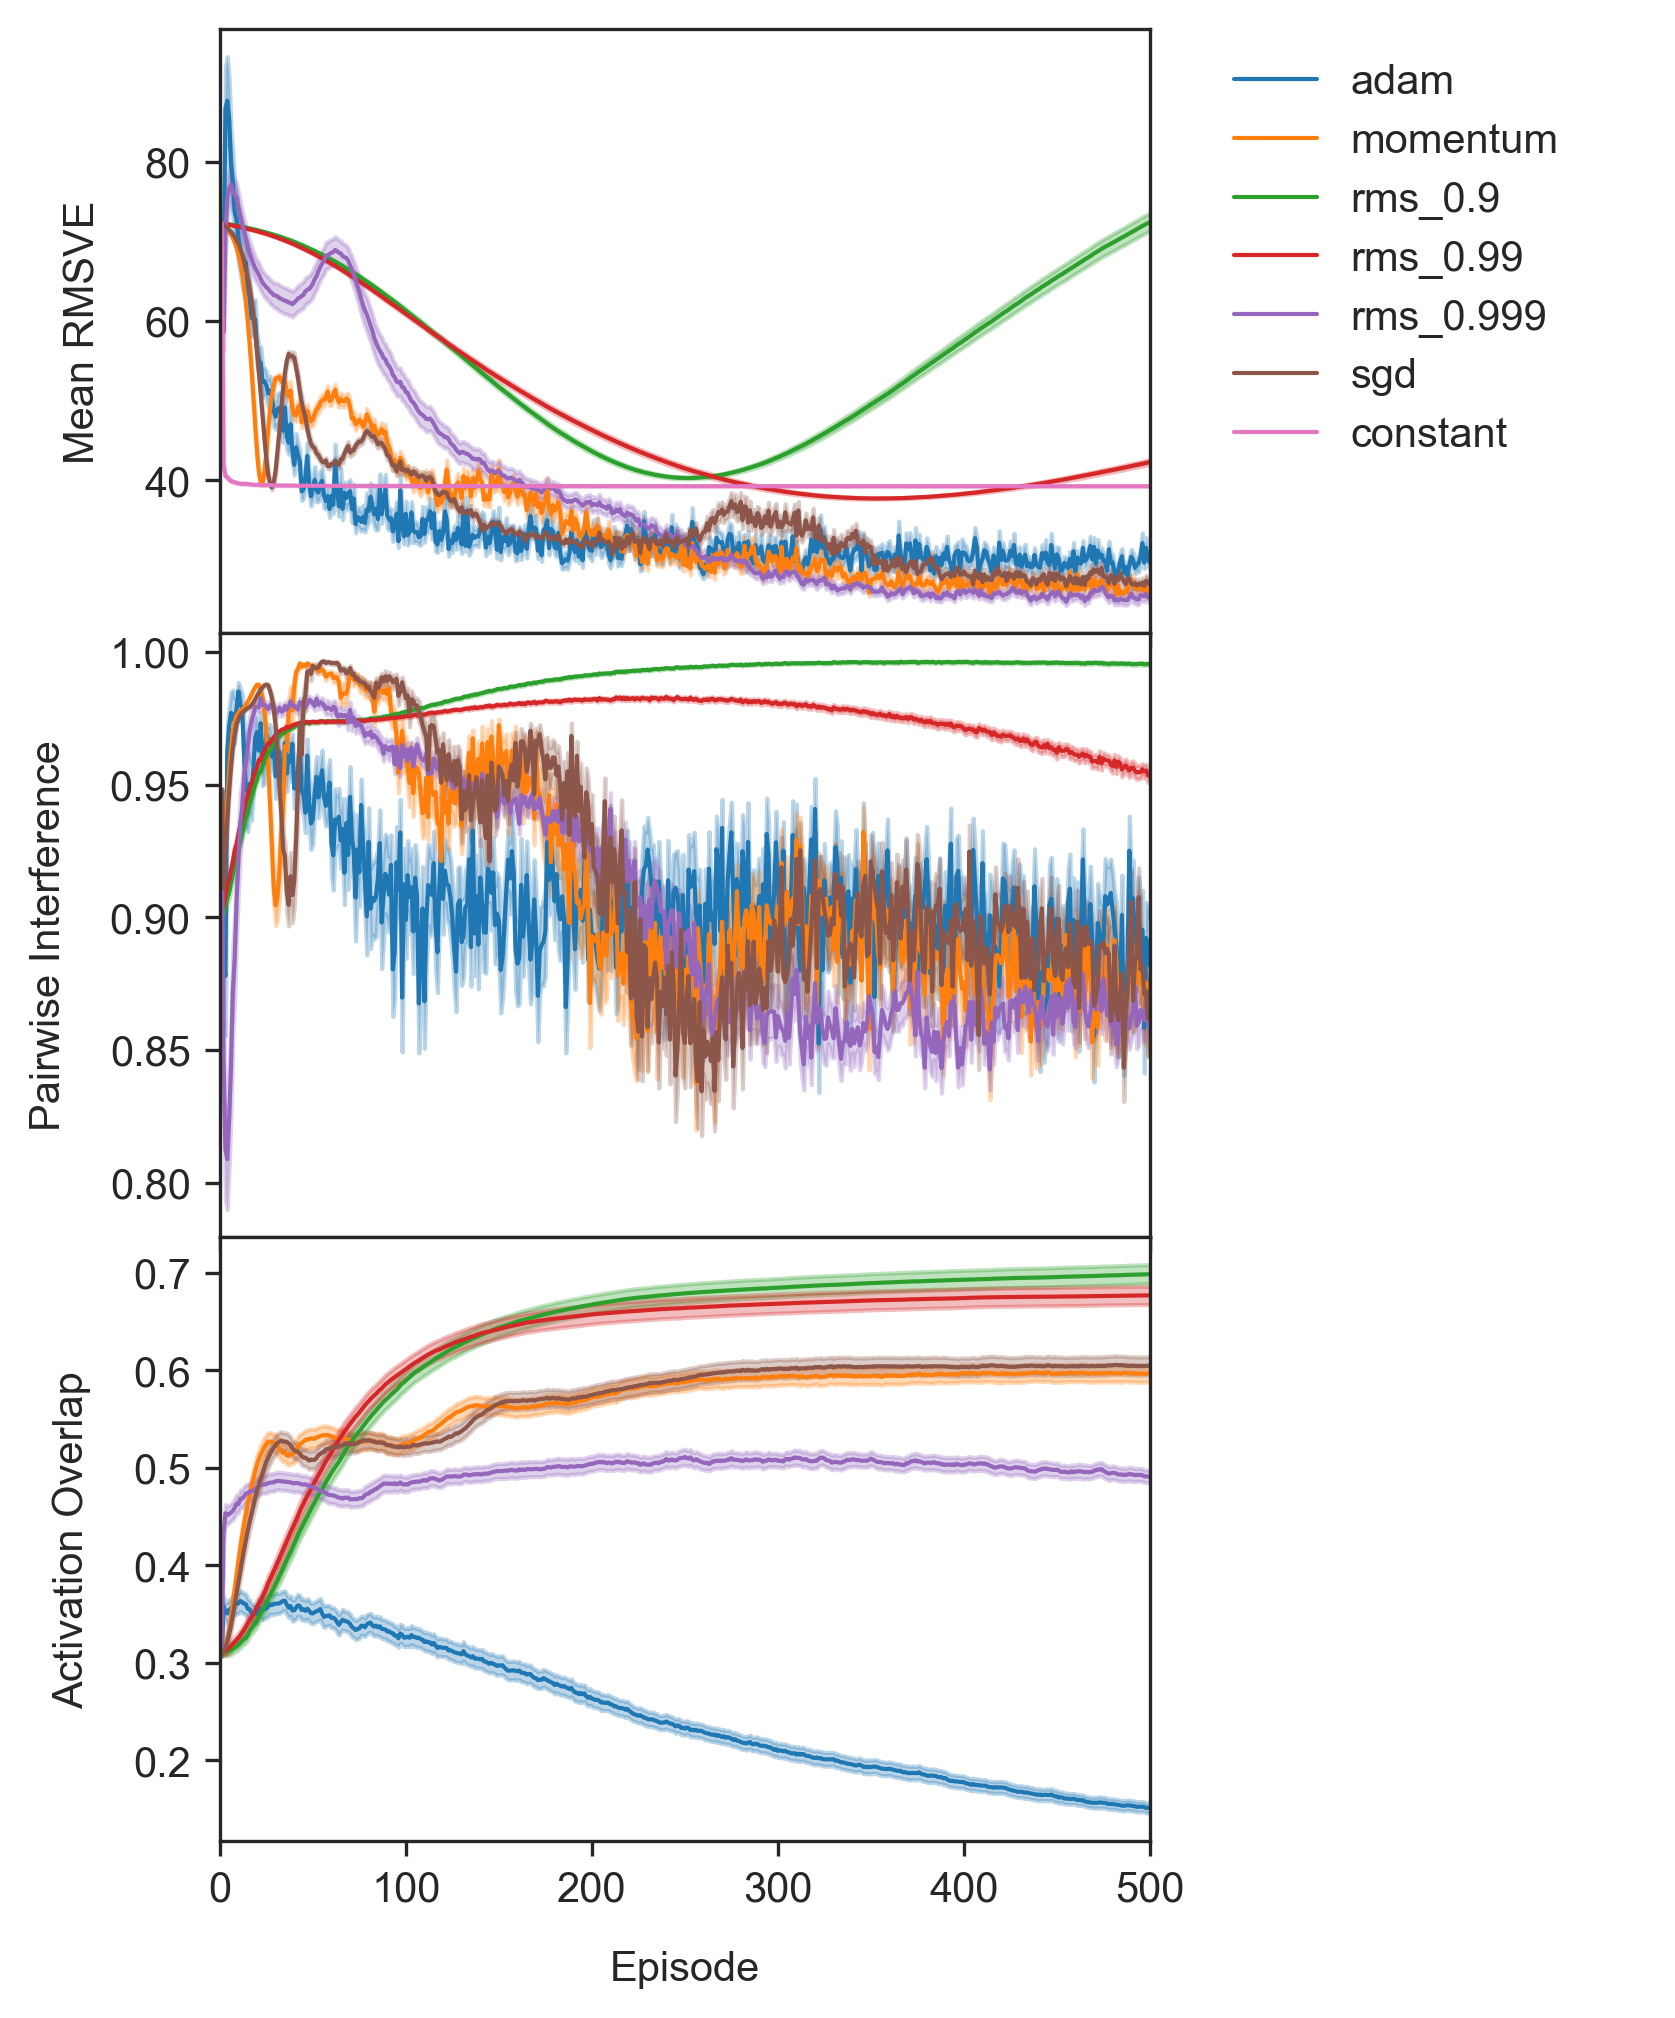 Mean RMSVE
80
60
40
adam
momentum
rms_0.9
rms_0.99
rms_0.999
sgd
constant
Pairwise Interference
1.00
0.95
0.90
0.85
0.80
Activation Overlap
0.7
0.6
0.5
0.4
0.3
0.2
0 100 200 300 400 500
Episode